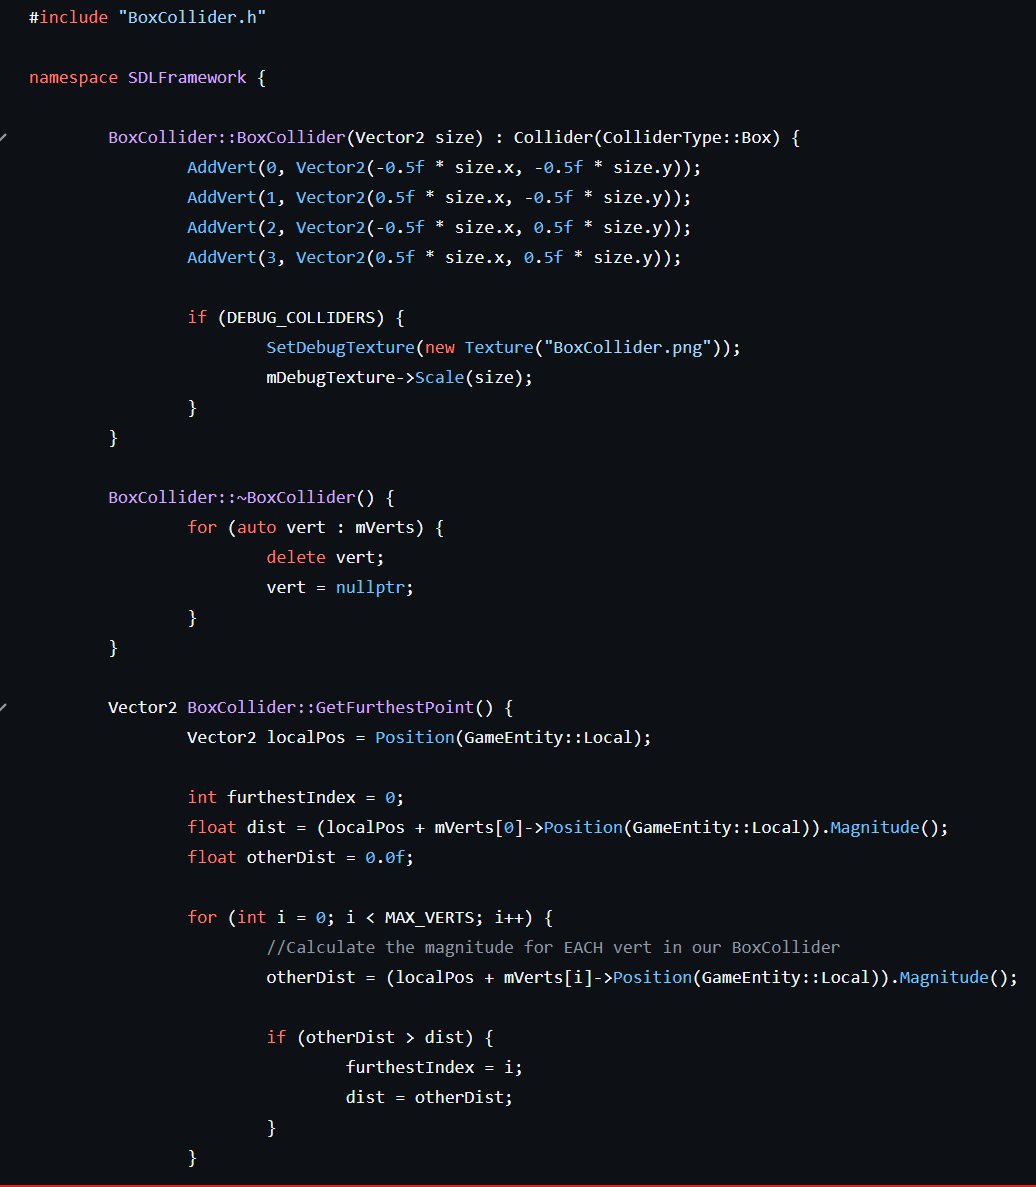 #include "BoxCollider.h"
namespace SDLFramework {
BoxCollider::BoxCollider(Vector2 size) : Collider(ColliderType::Box) {
AddVert(0, Vector2(-0.5f * size.x, -0.5f * size.y));
AddVert(1, Vector2(0.5f * size.x, -0.5f * size.y));
AddVert(2, Vector2(-0.5f * size.x, 0.5f * size.y));
AddVert(3, Vector2(0.5f * size.x, 0.5f * size.y));
if (DEBUG_COLLIDERS) {
SetDebugTexture(new Texture("BoxCollider.png"));
mDebugTexture->Scale(size);
}
}
BoxCollider::~BoxCollider() {
for (auto vert : mVerts) {
delete vert;
vert = nullptr;
}
}
Vector2 BoxCollider::GetFurthestPoint() {
Vector2 localPos = Position(GameEntity::Local);
int furthestIndex = 0;
float dist = (localPos + mVerts[0]->Position(GameEntity::Local)).Magnitude();
float otherDist = 0.0f;
for (int i = 0; i < MAX_VERTS; i++) {
//Calculate the magnitude for EACH vert in our BoxCollider
otherDist = (localPos + mVerts[i]->Position(GameEntity::Local)).Magnitude();
if (otherDist > dist) {
furthestIndex = i;
dist = otherDist;
}
}